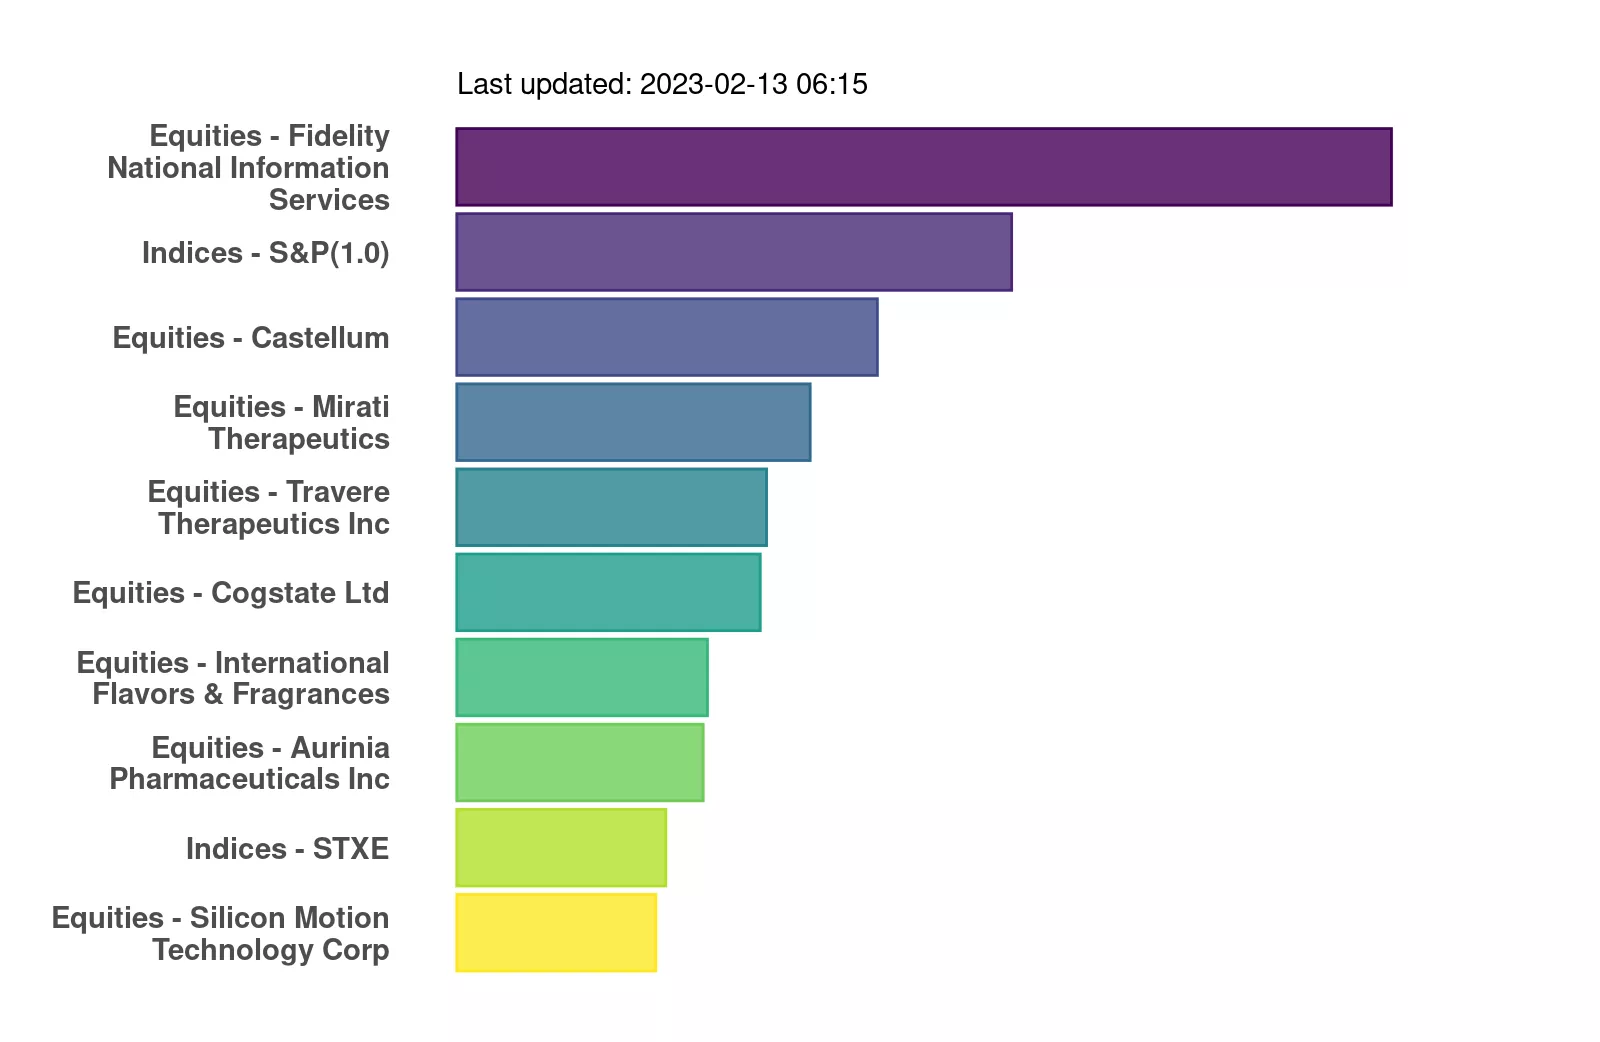 Last updated: 2023-02-13 06:15
Equities - Fidelity
National Information
Services
Indices - S&P(1.0)
Equities - Castellum
Equities - Mirati
Therapeutics
Equities - Travere
Therapeutics Inc
Equities - Cogstate Ltd
Equities - International
Flavors & Fragrances
Equities - Aurinia
Pharmaceuticals Inc
Indices - STXE
Equities - Silicon Motion
Technology Corp